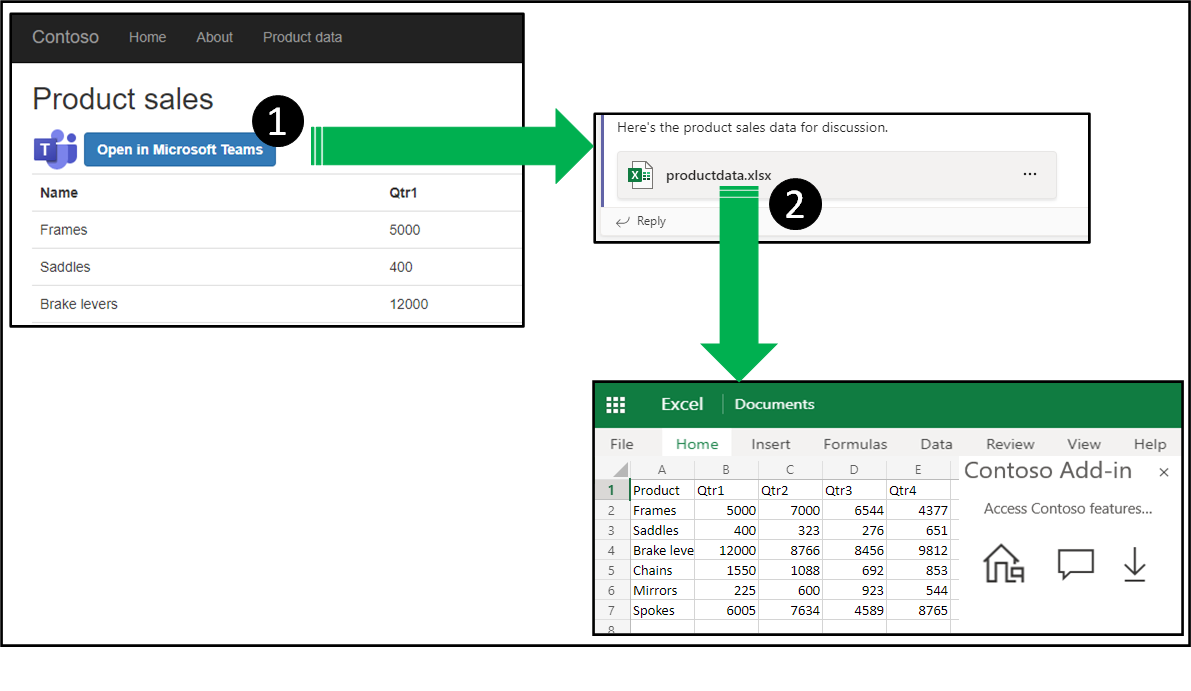 Contoso Home About Product data
Product sales
1
T Open in Microsoft Teams
Name Qtr1
Frames 5000
Saddles 400
Brake levers 12000
Here's the product sales data for discussion.
X productdata.xlsx ...
2
Reply
Excel Documents
File Home Insert Formulas Data Review View Help
A B C D E
1 Product Qtr1 Qtr2 Qtr3 Qtr4
2 Frames 5000 7000 6544 4377
3 Saddles 400 323 276 651
4 Brake leve 12000 8766 8456 9812
5 Chains 1550 1088 692 853
6 Mirrors 225 600 923 544
7 Spokes 6005 7634 4589 8765
8
Contoso Add-in ×
Access Contoso features...